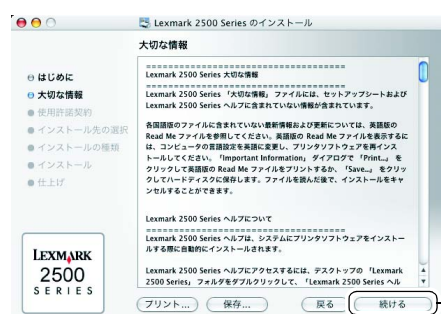 Lexmark 2500 Series のインストール
大切な情報
はじめに
大切な情報
使用許諾契約
インストール先の選択
インストールの種類
インストール
仕上げ
====================================
Lexmark 2500 Series 大切な情報
====================================
Lexmark 2500 Series 「大切な情報」 ファイルには、セットアップシートおよび
Lexmark 2500 Series ヘルプに含まれていない情報が含まれています。
各国語版のファイルに含まれていない最新情報および更新については、英語版の
Read Me ファイルを参照してください。英語版の Read Me ファイルを表示するに
は、コンピュータの言語設定を英語に変更し、プリンタソフトウェアを再インス
トールしてください。「Important Information」 ダイアログで 「Print...」 を
クリックして英語版の Read Me ファイルをプリントするか、「Save...」 をクリッ
クしてハードディスクに保存します。ファイルを読んだ後で、インストールをキャ
ンセルすることができます。
Lexmark 2500 Series ヘルプについて
====================================
Lexmark 2500 Series ヘルプは、システムにプリンタソフトウェアをインストー
ルする際に自動的にインストールされます。
Lexmark 2500 Series ヘルプにアクセスするには、デスクトップの 「Lexmark
2500 Series」 フォルダをダブルクリックして、「Lexmark 2500 Series ヘル
LEXMARK
2500
SERIES
プリント...
保存...
戻る
続ける